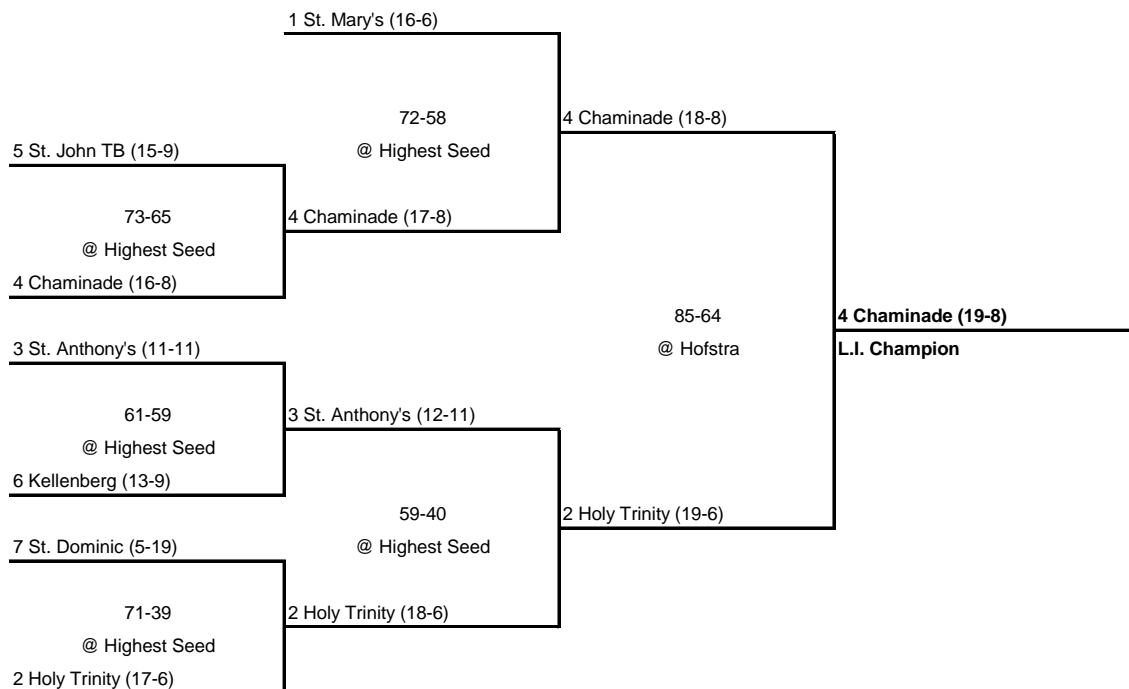 1 St. Mary's (16-6)
72-58
@ Highest Seed
4 Chaminade (18-8)
5 St. John TB (15-9)
73-65
@ Highest Seed
4 Chaminade (17-8)
4 Chaminade (16-8)
85-64
@ Hofstra
4 Chaminade (19-8)
L.I. Champion
3 St. Anthony's (11-11)
61-59
@ Highest Seed
3 St. Anthony's (12-11)
6 Kellenberg (13-9)
59-40
@ Highest Seed
2 Holy Trinity (19-6)
7 St. Dominic (5-19)
71-39
@ Highest Seed
2 Holy Trinity (18-6)
2 Holy Trinity (17-6)